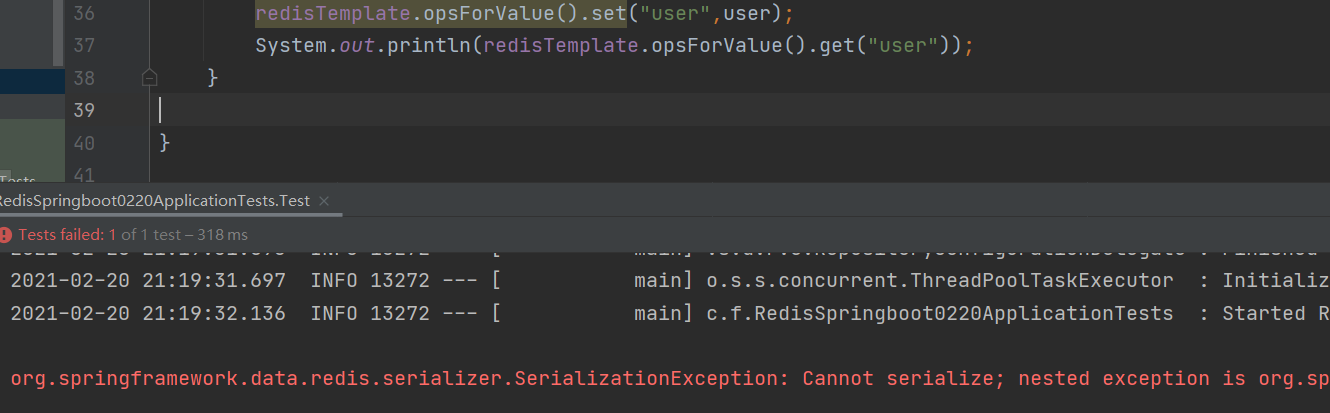 36 redisTemplate.opsForValue().set("user",user);
37 System.out.println(redisTemplate.opsForValue().get("user"));
38 }
39
40 }
41
Tests
RedisSpringboot0220ApplicationTests.Test ×
Tests failed: 1 of 1 test – 318 ms
2021-02-20 21:19:31.697 INFO 13272 --- [ main] o.s.s.concurrent.ThreadPoolTaskExecutor : Initializ
2021-02-20 21:19:32.136 INFO 13272 --- [ main] c.f.RedisSpringboot0220ApplicationTests : Started R
org.springframework.data.redis.serializer.SerializationException: Cannot serialize; nested exception is org.sp